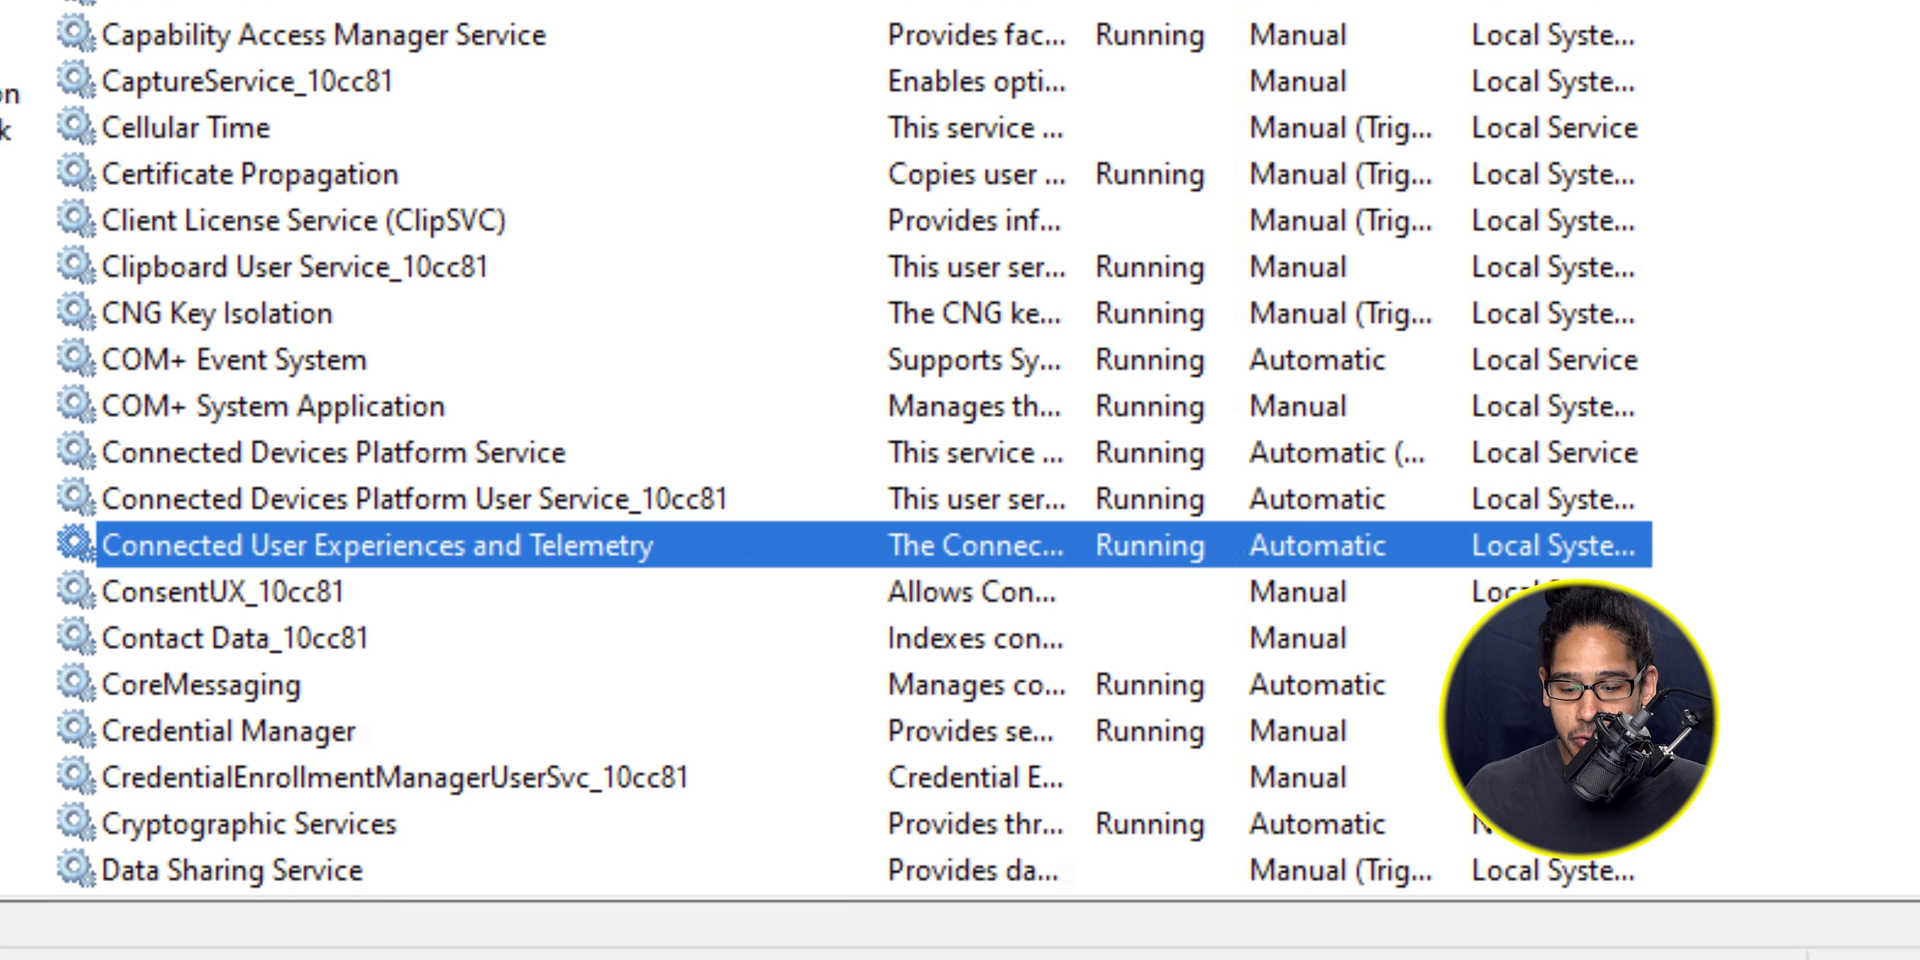 Capability Access Manager Service Provides fac... Running Manual Local Syste...
CaptureService_10cc81 Enables opti... Manual Local Syste...
on
Cellular Time This service ... Manual (Trig... Local Service
k
Certificate Propagation Copies user ... Running Manual (Trig... Local Syste...
Client License Service (ClipSVC) Provides inf... Manual (Trig... Local Syste...
Clipboard User Service_10cc81 This user ser... Running Manual Local Syste...
CNG Key Isolation The CNG ke... Running Manual (Trig... Local Syste...
COM+ Event System Supports Sy... Running Automatic Local Service
COM+ System Application Manages th... Running Manual Local Syste...
Connected Devices Platform Service This service ... Running Automatic (... Local Service
Connected Devices Platform User Service_10cc81 This user ser... Running Automatic Local Syste...
Connected User Experiences and Telemetry The Connec... Running Automatic Local Syste...
ConsentUX_10cc81 Allows Con... Manual
Contact Data_10cc81 Indexes con... Manual
CoreMessaging Manages co... Running Automatic
Credential Manager Provides se... Running Manual
CredentialEnrollmentManagerUserSvc_10cc81 Credential E... Manual
Cryptographic Services Provides thr... Running Automatic
Data Sharing Service Provides da... Manual (Trig... Local Syste...